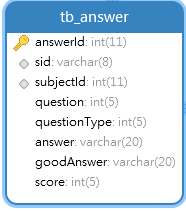 tb_answer
answerId: int(11)
sid: varchar(8)
subjectId: int(11)
question: int(5)
questionType: int(5)
answer: varchar(20)
goodAnswer: varchar(20)
score: int(5)